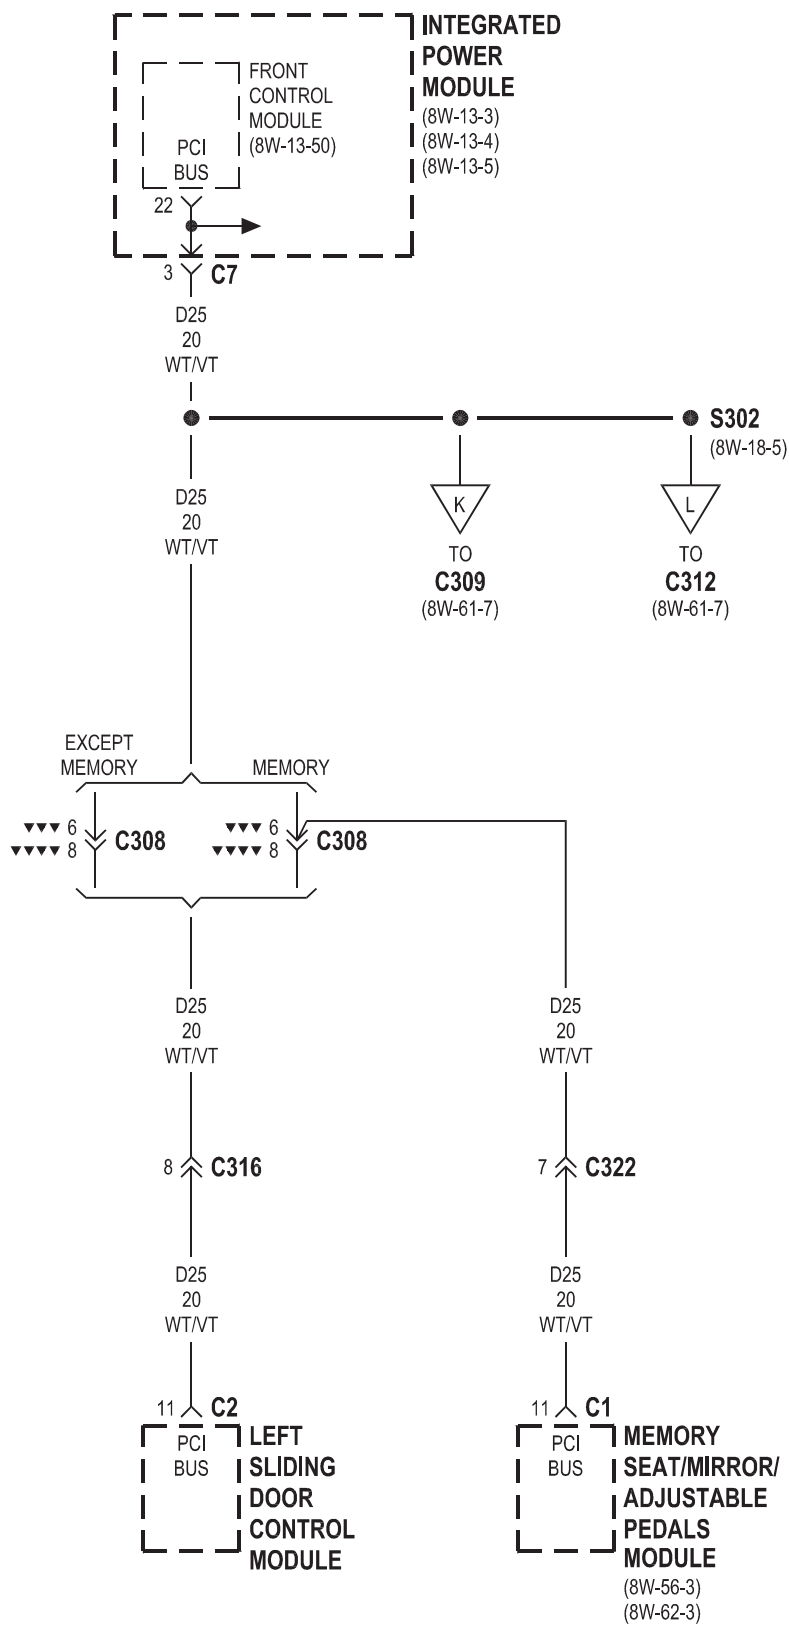 INTEGRATED
POWER
MODULE
(8W-13-3)
(8W-13-4)
(8W-13-5)
FRONT
CONTROL
MODULE
(8W-13-50)
PCI
BUS
22
3 C7
D25
20
WT/VT
S302
(8W-18-5)
D25
20
WT/VT
K
TO
C309
(8W-61-7)
L
TO
C312
(8W-61-7)
EXCEPT
MEMORY
MEMORY
▼▼▼ 6
▼▼▼▼ 8
C308
▼▼▼ 6
▼▼▼▼ 8
C308
D25
20
WT/VT
D25
20
WT/VT
8 C316
7 C322
D25
20
WT/VT
D25
20
WT/VT
11 C2
PCI
BUS
LEFT
SLIDING
DOOR
CONTROL
MODULE
11 C1
PCI
BUS
MEMORY
SEAT/MIRROR/
ADJUSTABLE
PEDALS
MODULE
(8W-56-3)
(8W-62-3)